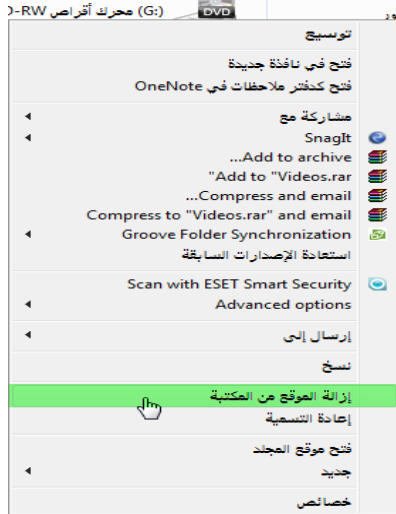 محرك أقراص DVD-RW (G:)
DVD
توسيع
فتح في نافذة جديدة
فتح كدفتر ملاحظات في OneNote
مشاركة مع
SnagIt
Add to archive...
Add to "Videos.rar"
Compress and email...
Compress to "Videos.rar" and email
Groove Folder Synchronization
استعادة الإصدارات السابقة
Scan with ESET Smart Security
Advanced options
إرسال إلى
نسخ
إزالة الموقع من المكتبة
إعادة التسمية
فتح موقع المجلد
جديد
خصائص